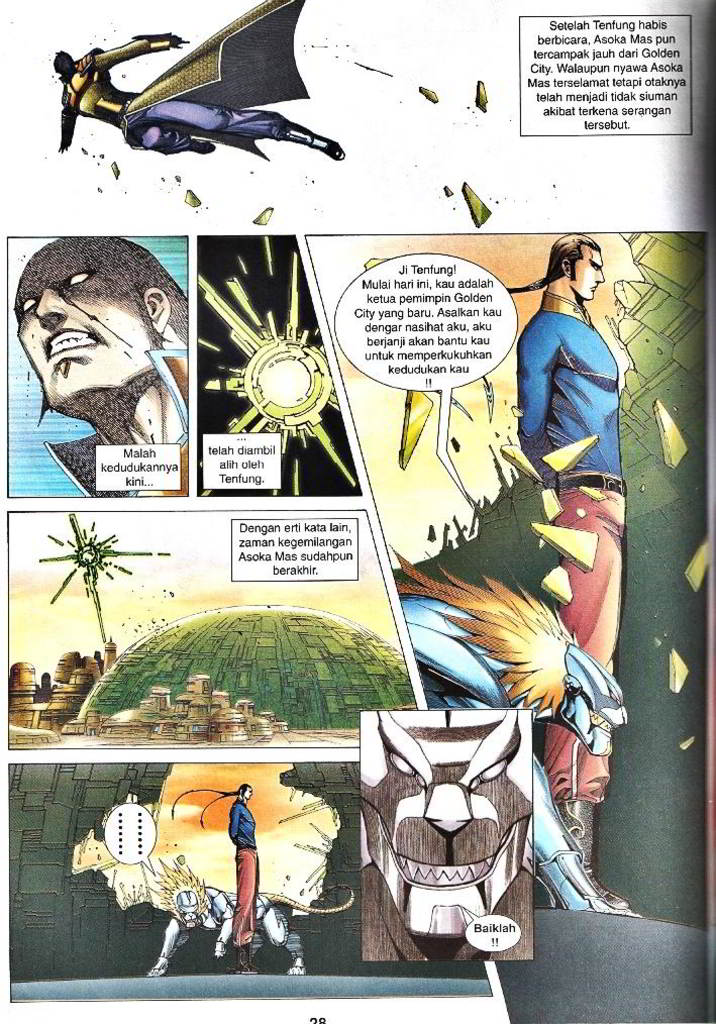 Setelah Tenfung habis
berbicara, Asoka Mas pun
tercampak jauh dari Golden
City. Walaupun nyawa Asoka
Mas terselamat tetapi otaknya
telah menjadi tidak siuman
akibat terkena serangan
tersebut.
Malah
kedudukannya
kini...
...
telah diambil
alih oleh
Tenfung.
Ji Tenfung!
Mulai hari ini, kau adalah
ketua pemimpin Golden
City yang baru. Asalkan kau
dengar nasihat aku, aku
berjanji akan bantu kau
untuk memperkukuhkan
kedudukan kau
!!
Dengan erti kata lain,
zaman kegemilangan
Asoka Mas sudahpun
berakhir.
Baiklah
!!
28